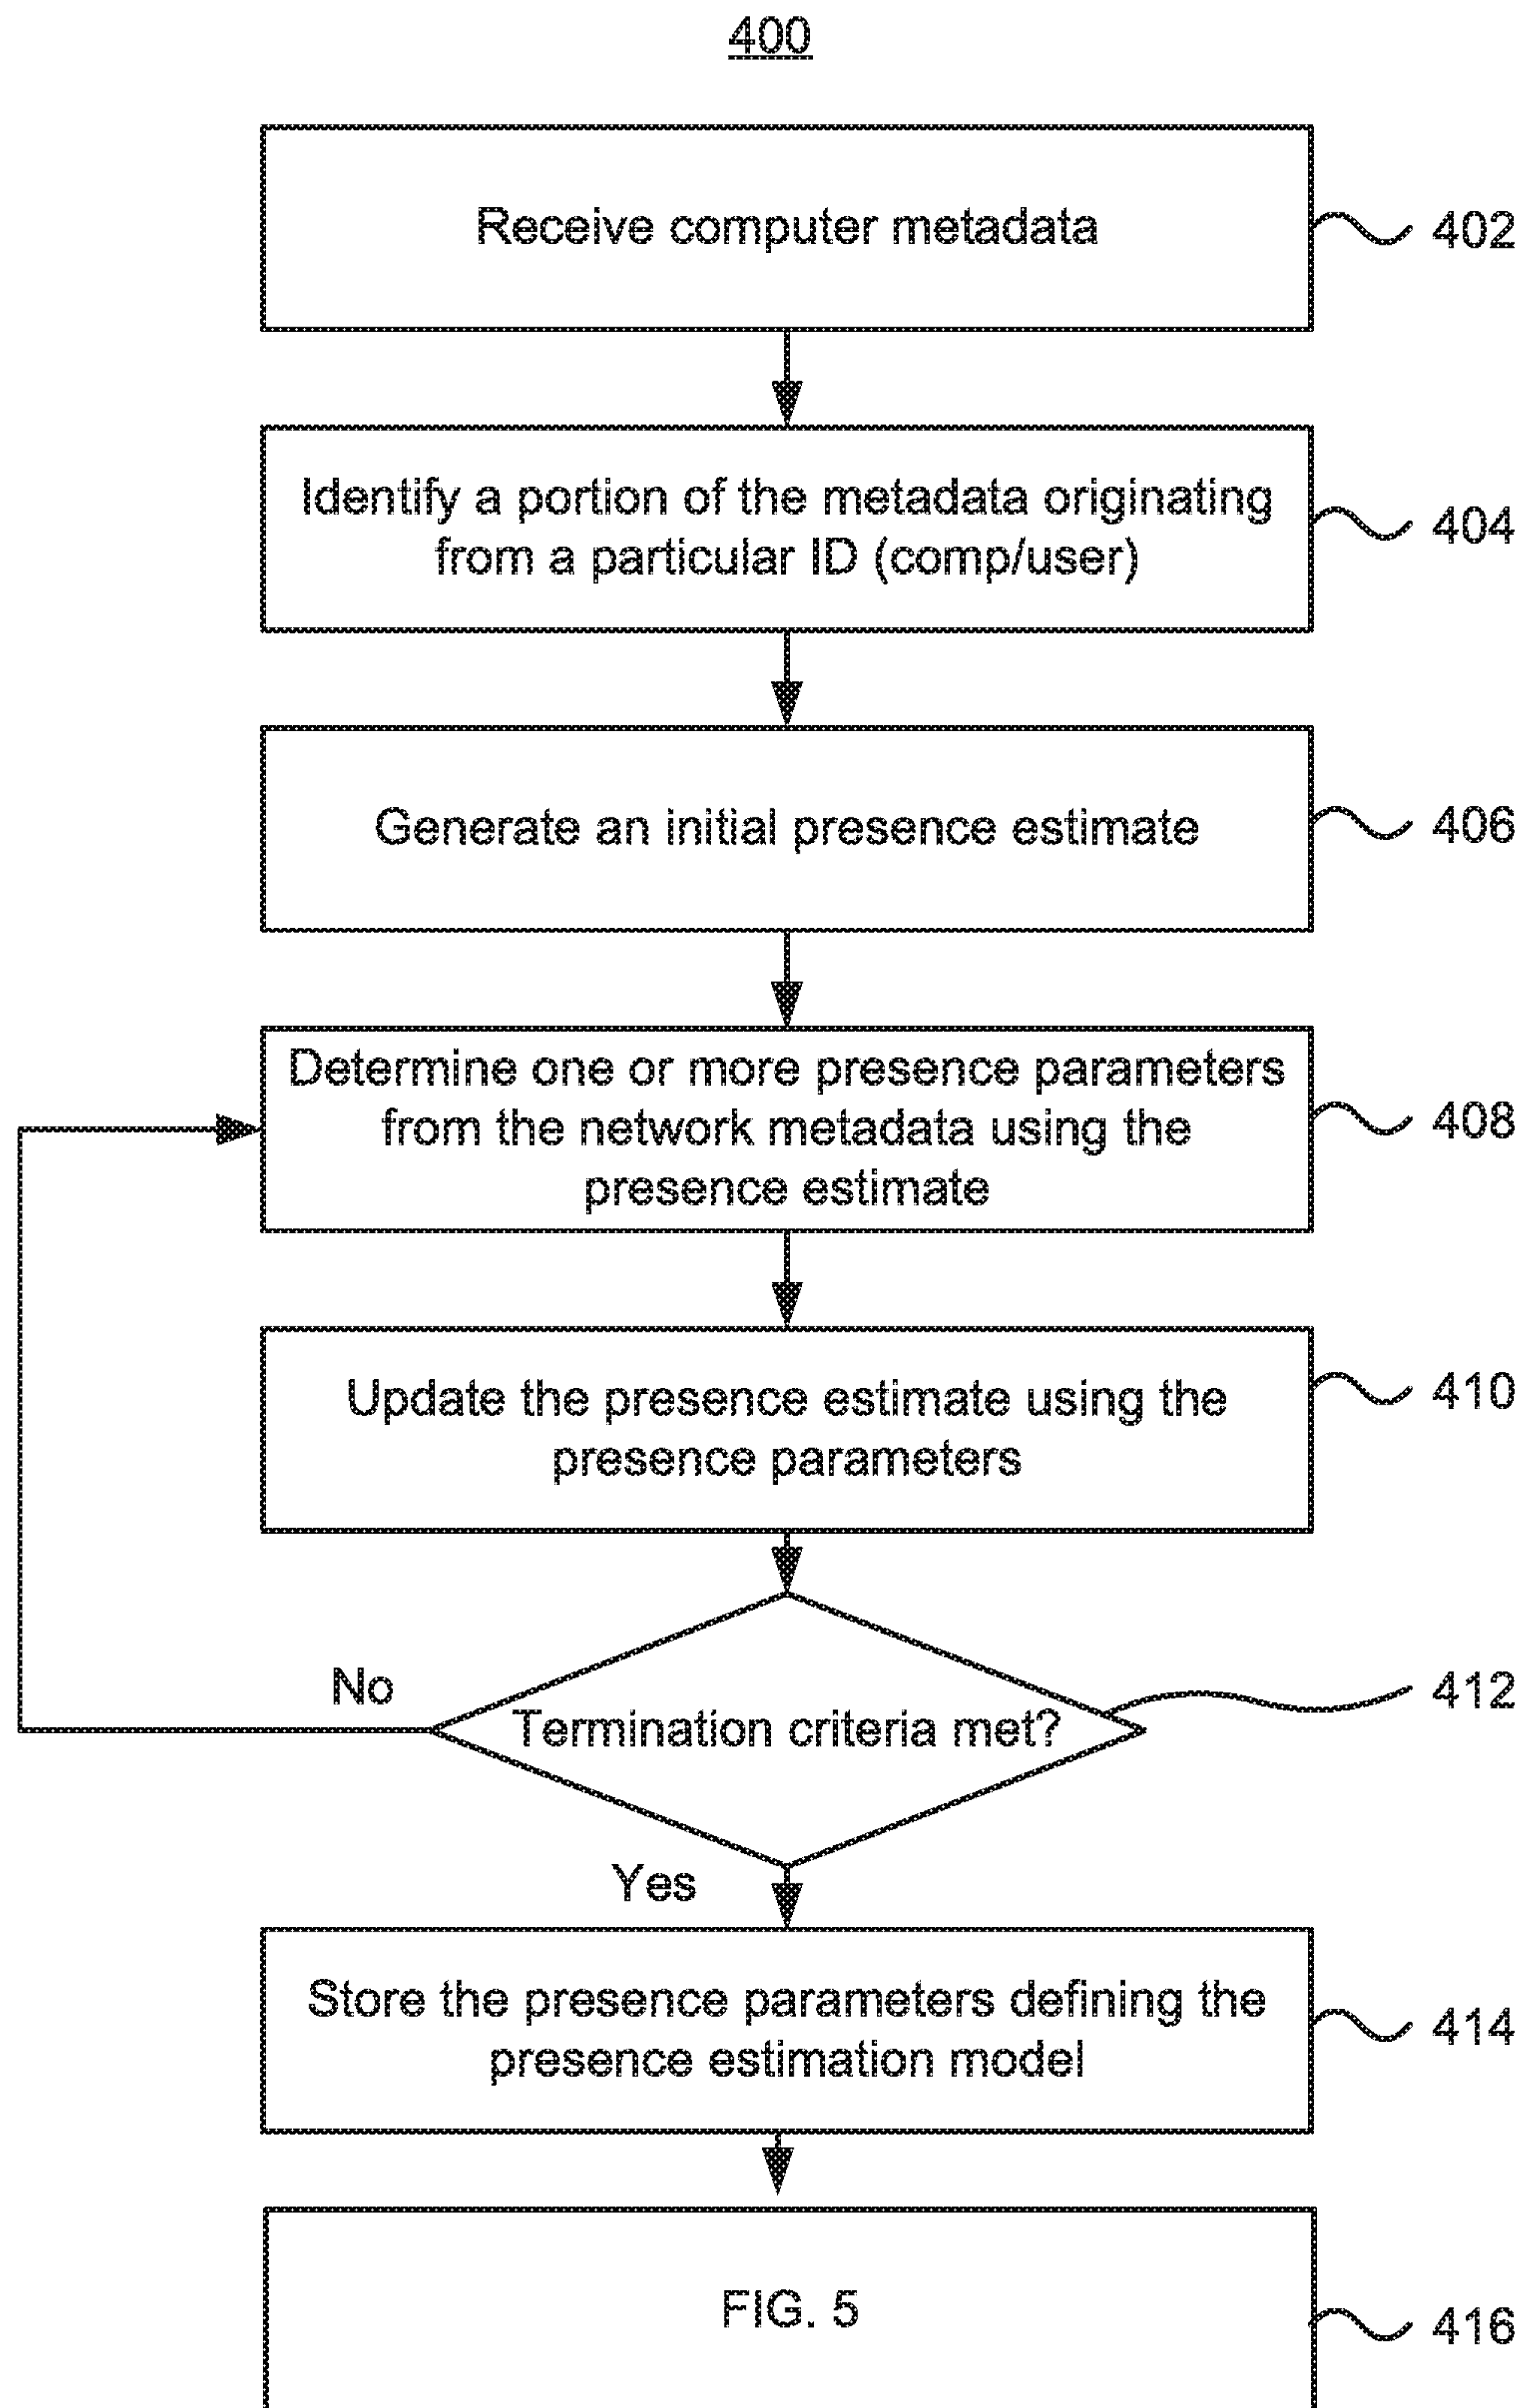 400
Receive computer metadata
402
Identify a portion of the metadata originating
from a particular ID (comp/user)
404
Generate an initial presence estimate
406
Determine one or more presence parameters
from the network metadata using the
presence estimate
408
Update the presence estimate using the
presence parameters
410
No
Termination criteria met?
412
Yes
Store the presence parameters defining the
presence estimation model
414
FIG. 5
416